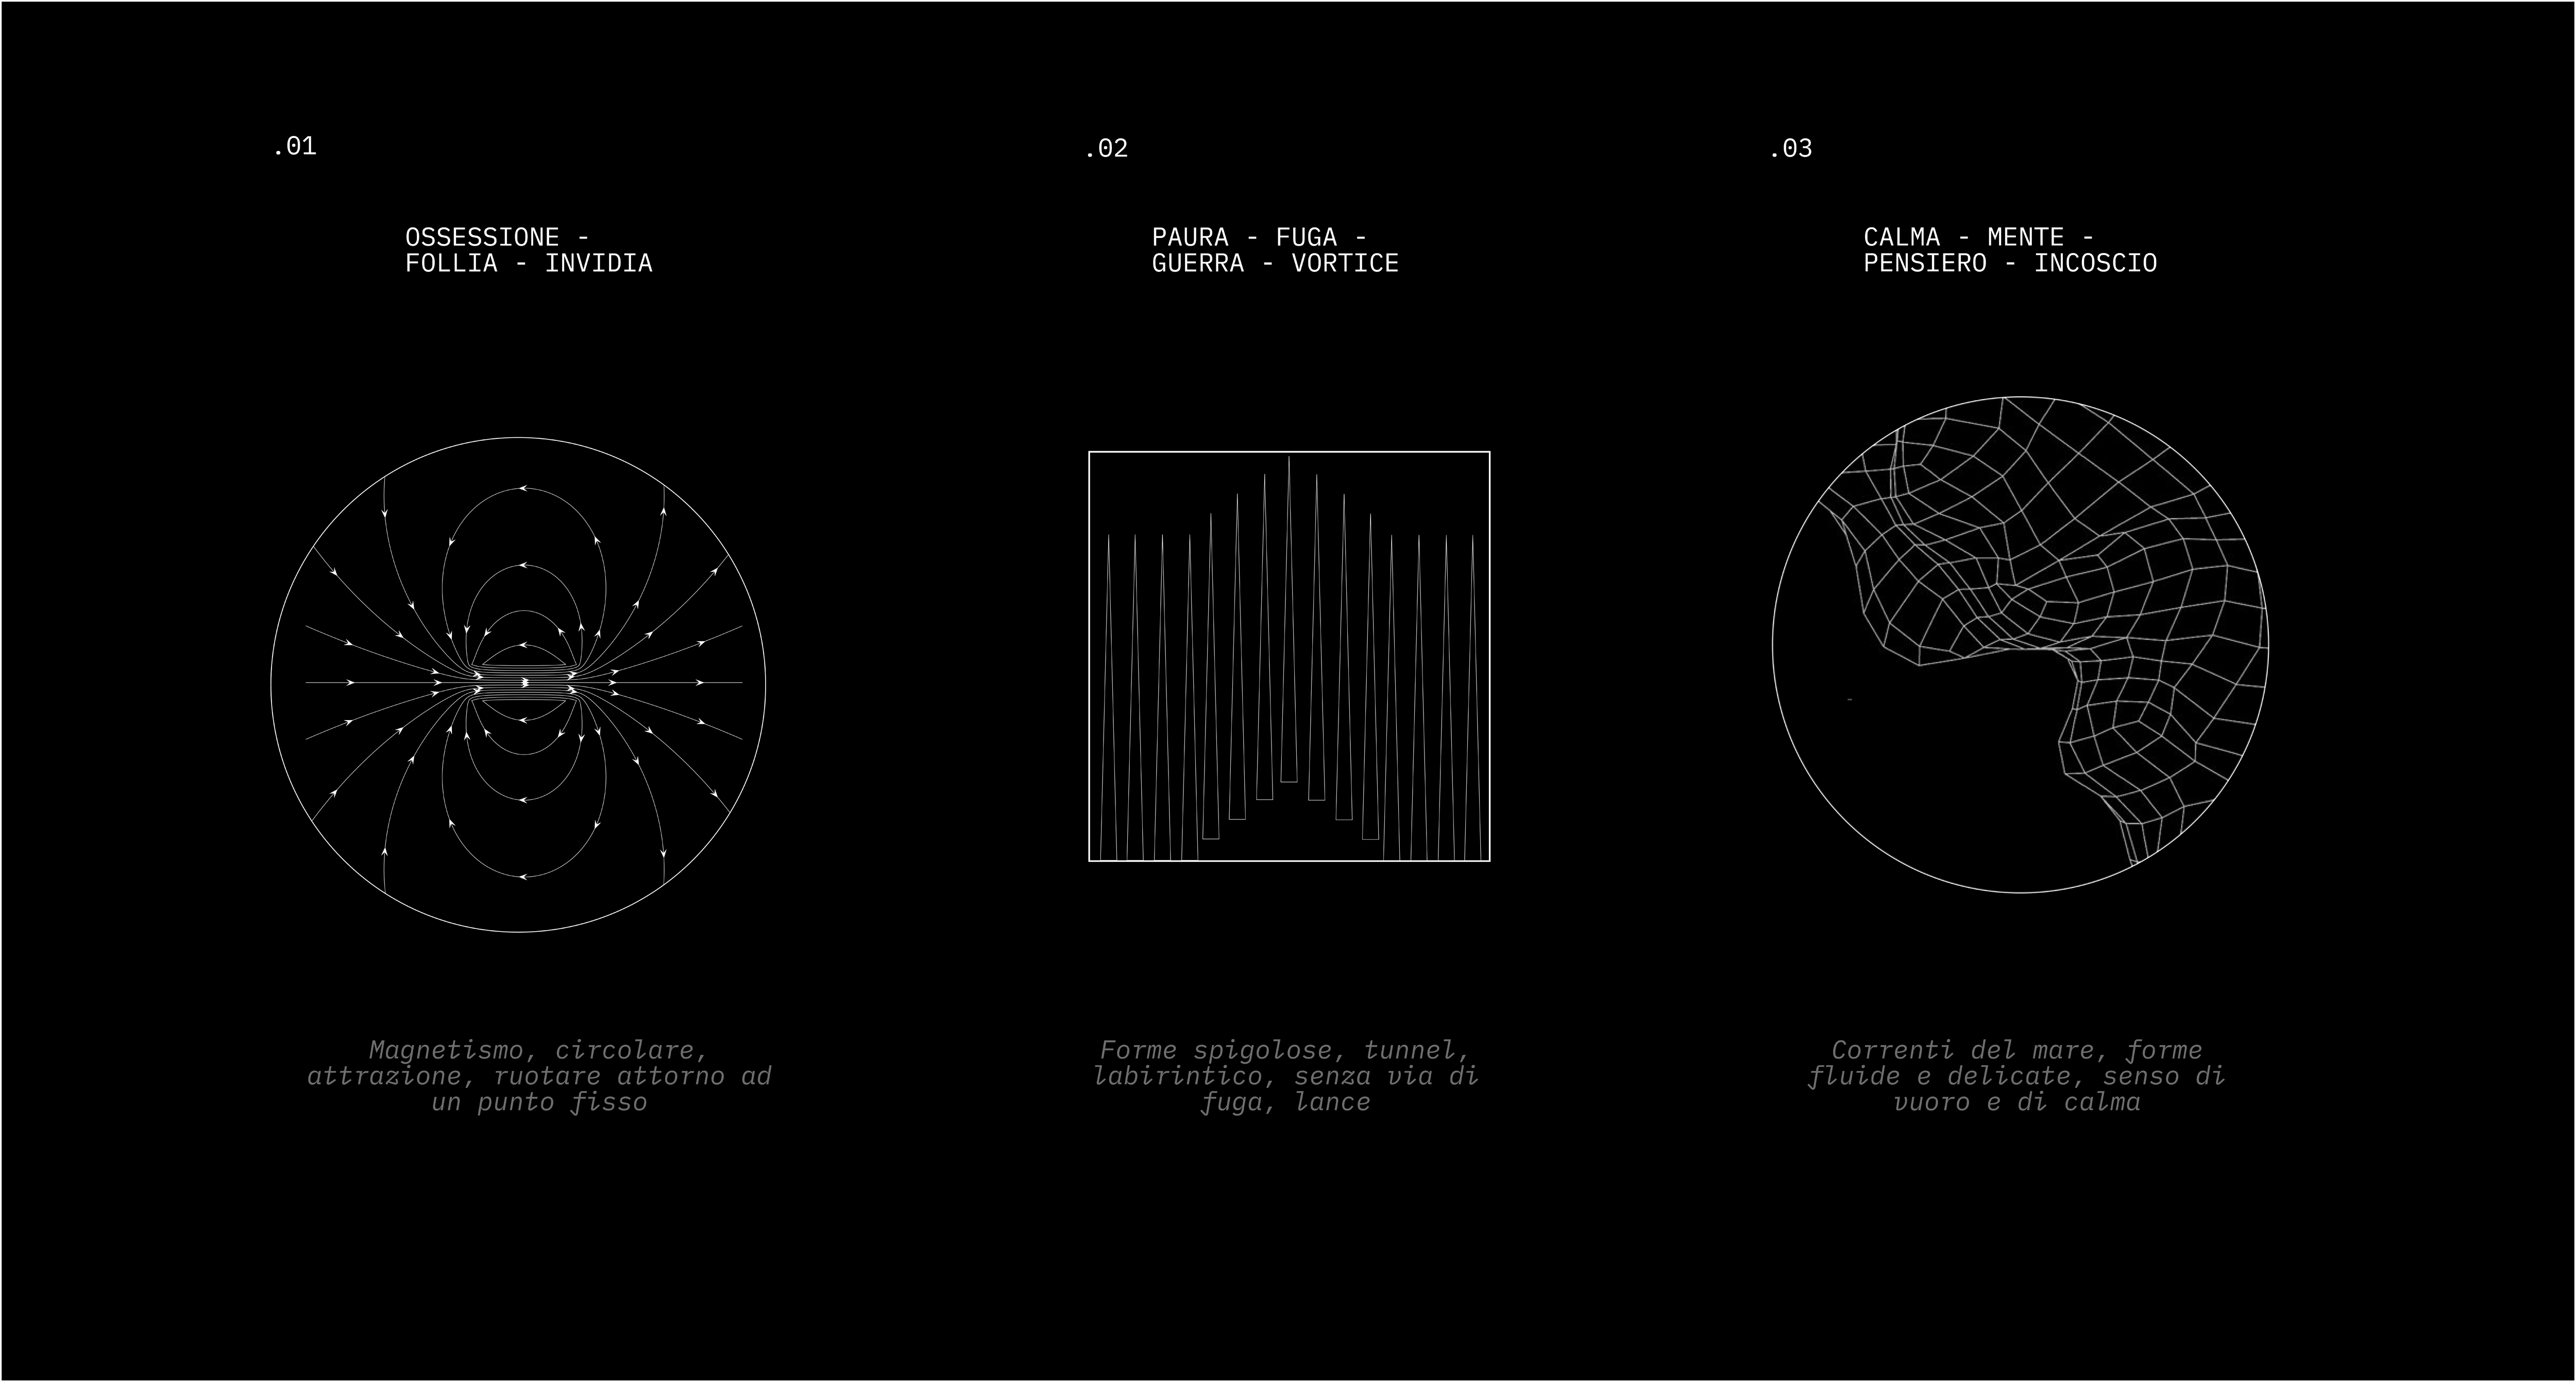 .01
OSSESSIONE -
FOLLIA - INVIDIA
Magnetismo, circolare,
attrazione, ruotare attorno ad
un punto fisso
.02
PAURA - FUGA -
GUERRA - VORTICE
Forme spigolose, tunnel,
labirintico, senza via di
fuga, lance
.03
CALMA - MENTE -
PENSIERO - INCOSCIO
Correnti del mare, forme
fluide e delicate, senso di
vuoro e di calma